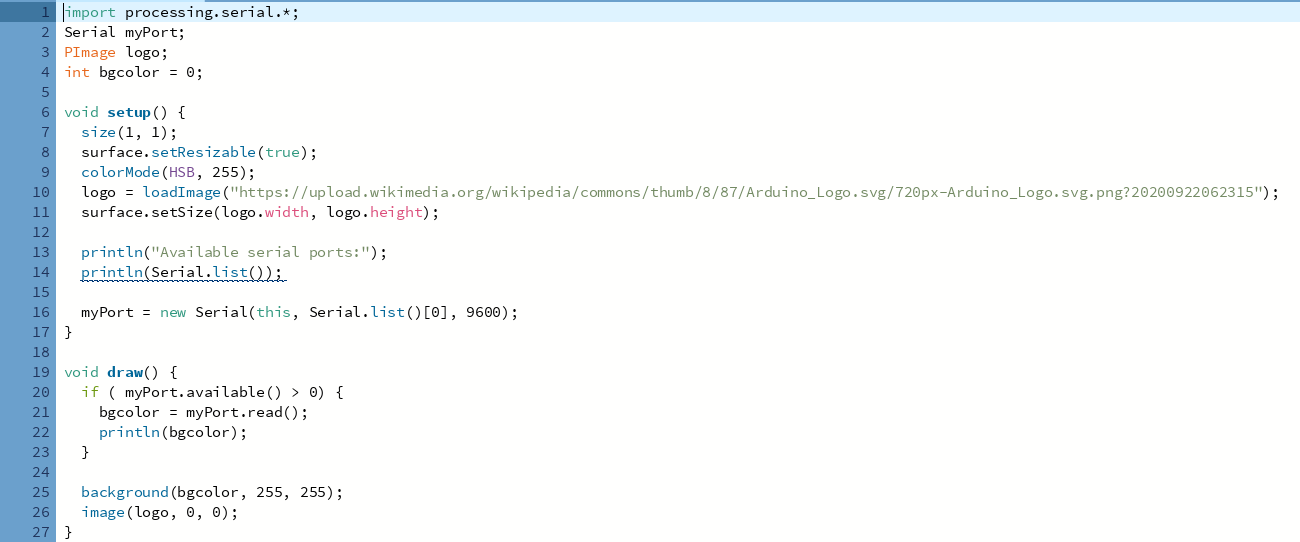 1 import processing.serial.*;
2 Serial myPort;
3 PImage logo;
4 int bgcolor = 0;
5
6 void setup() {
7   size(1, 1);
8   surface.setResizable(true);
9   colorMode(HSB, 255);
10   logo = loadImage("https://upload.wikimedia.org/wikipedia/commons/thumb/8/87/Arduino_Logo.svg/720px-Arduino_Logo.svg.png?20200922062315");
11   surface.setSize(logo.width, logo.height);
12
13   println("Available serial ports:");
14   println(Serial.list());
15
16   myPort = new Serial(this, Serial.list()[0], 9600);
17 }
18
19 void draw() {
20   if ( myPort.available() > 0) {
21     bgcolor = myPort.read();
22     println(bgcolor);
23   }
24
25   background(bgcolor, 255, 255);
26   image(logo, 0, 0);
27 }